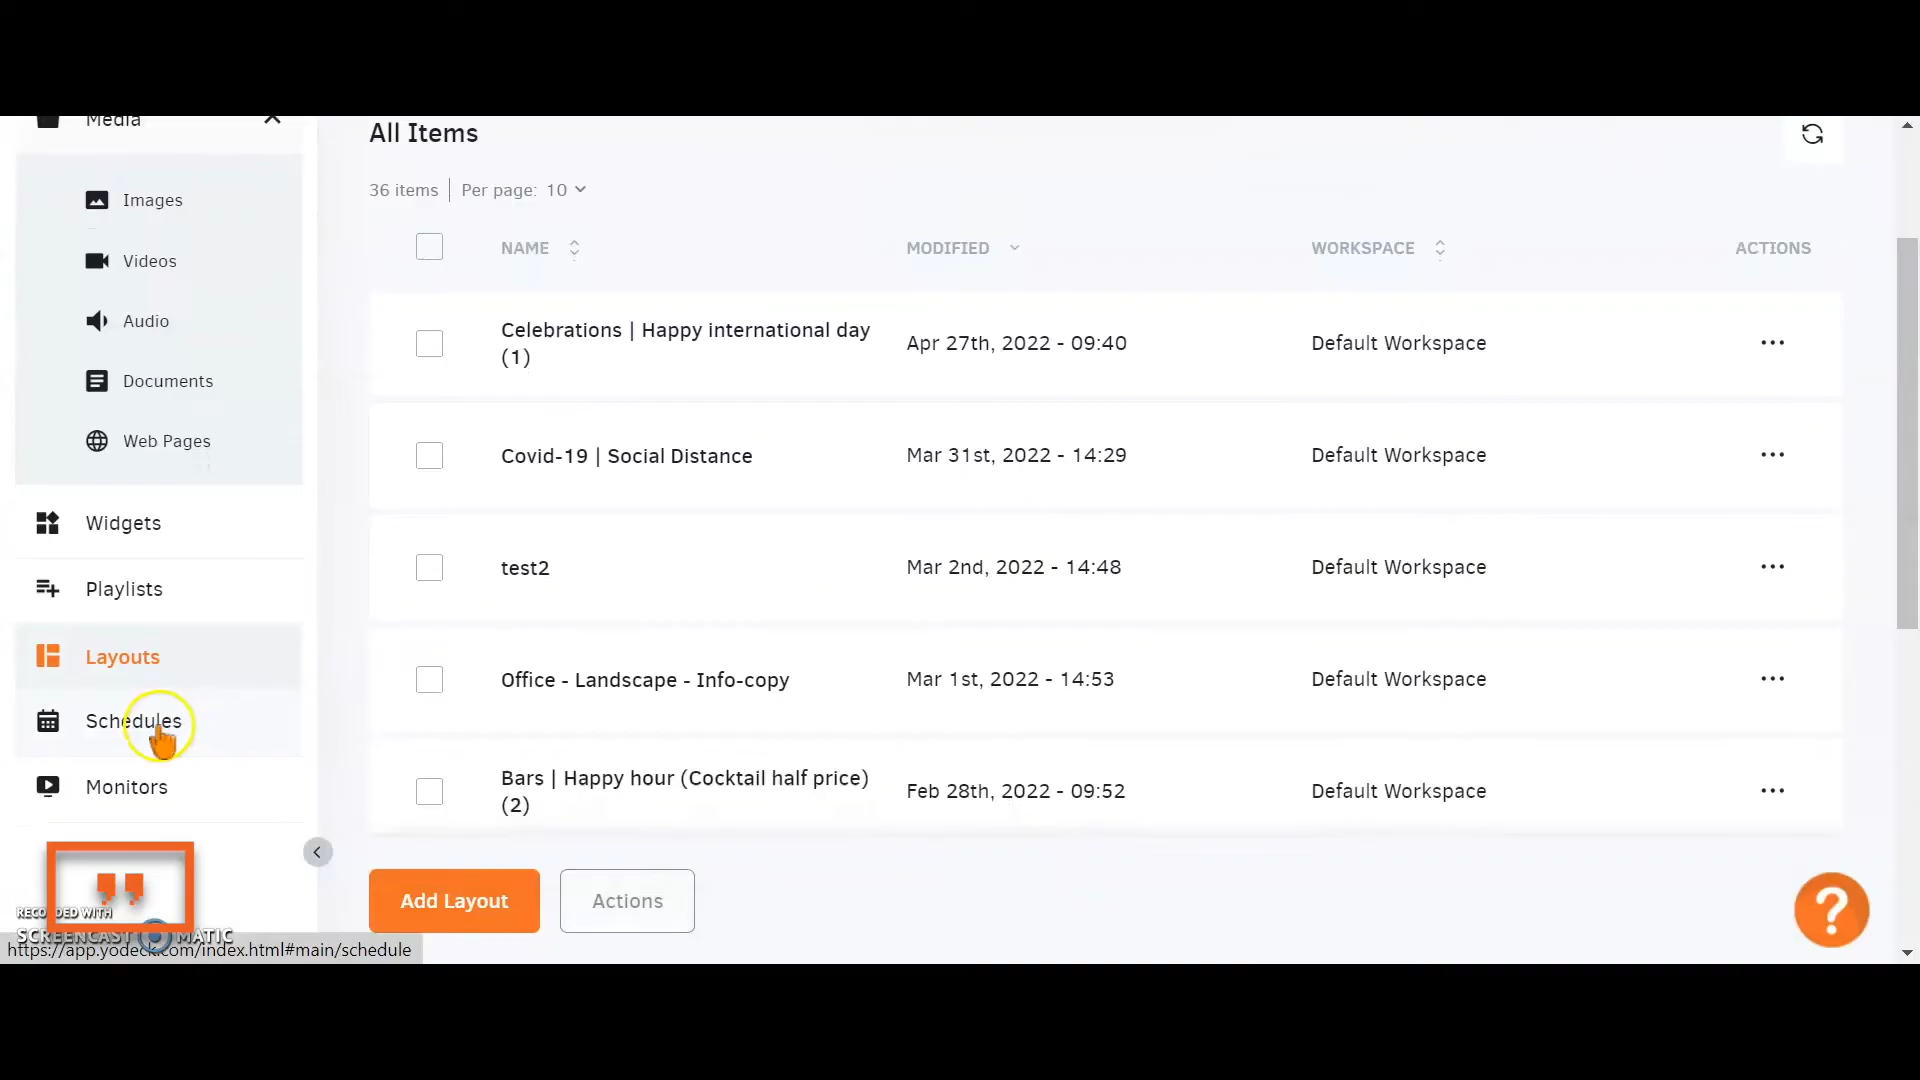 Media
Images
Videos
Audio
Documents
Web Pages
Widgets
Playlists
Layouts
Schedules
Monitors
RECORDED WITH
SCREENCAST MATIC
https://app.yodeck.com/index.html#main/schedule
All Items
36 items Per page: 10
NAME MODIFIED WORKSPACE ACTIONS
Celebrations | Happy international day
(1)
Apr 27th, 2022 - 09:40 Default Workspace
Covid-19 | Social Distance Mar 31st, 2022 - 14:29 Default Workspace
test2 Mar 2nd, 2022 - 14:48 Default Workspace
Office - Landscape - Info-copy Mar 1st, 2022 - 14:53 Default Workspace
Bars | Happy hour (Cocktail half price)
(2)
Feb 28th, 2022 - 09:52 Default Workspace
Add Layout Actions
?